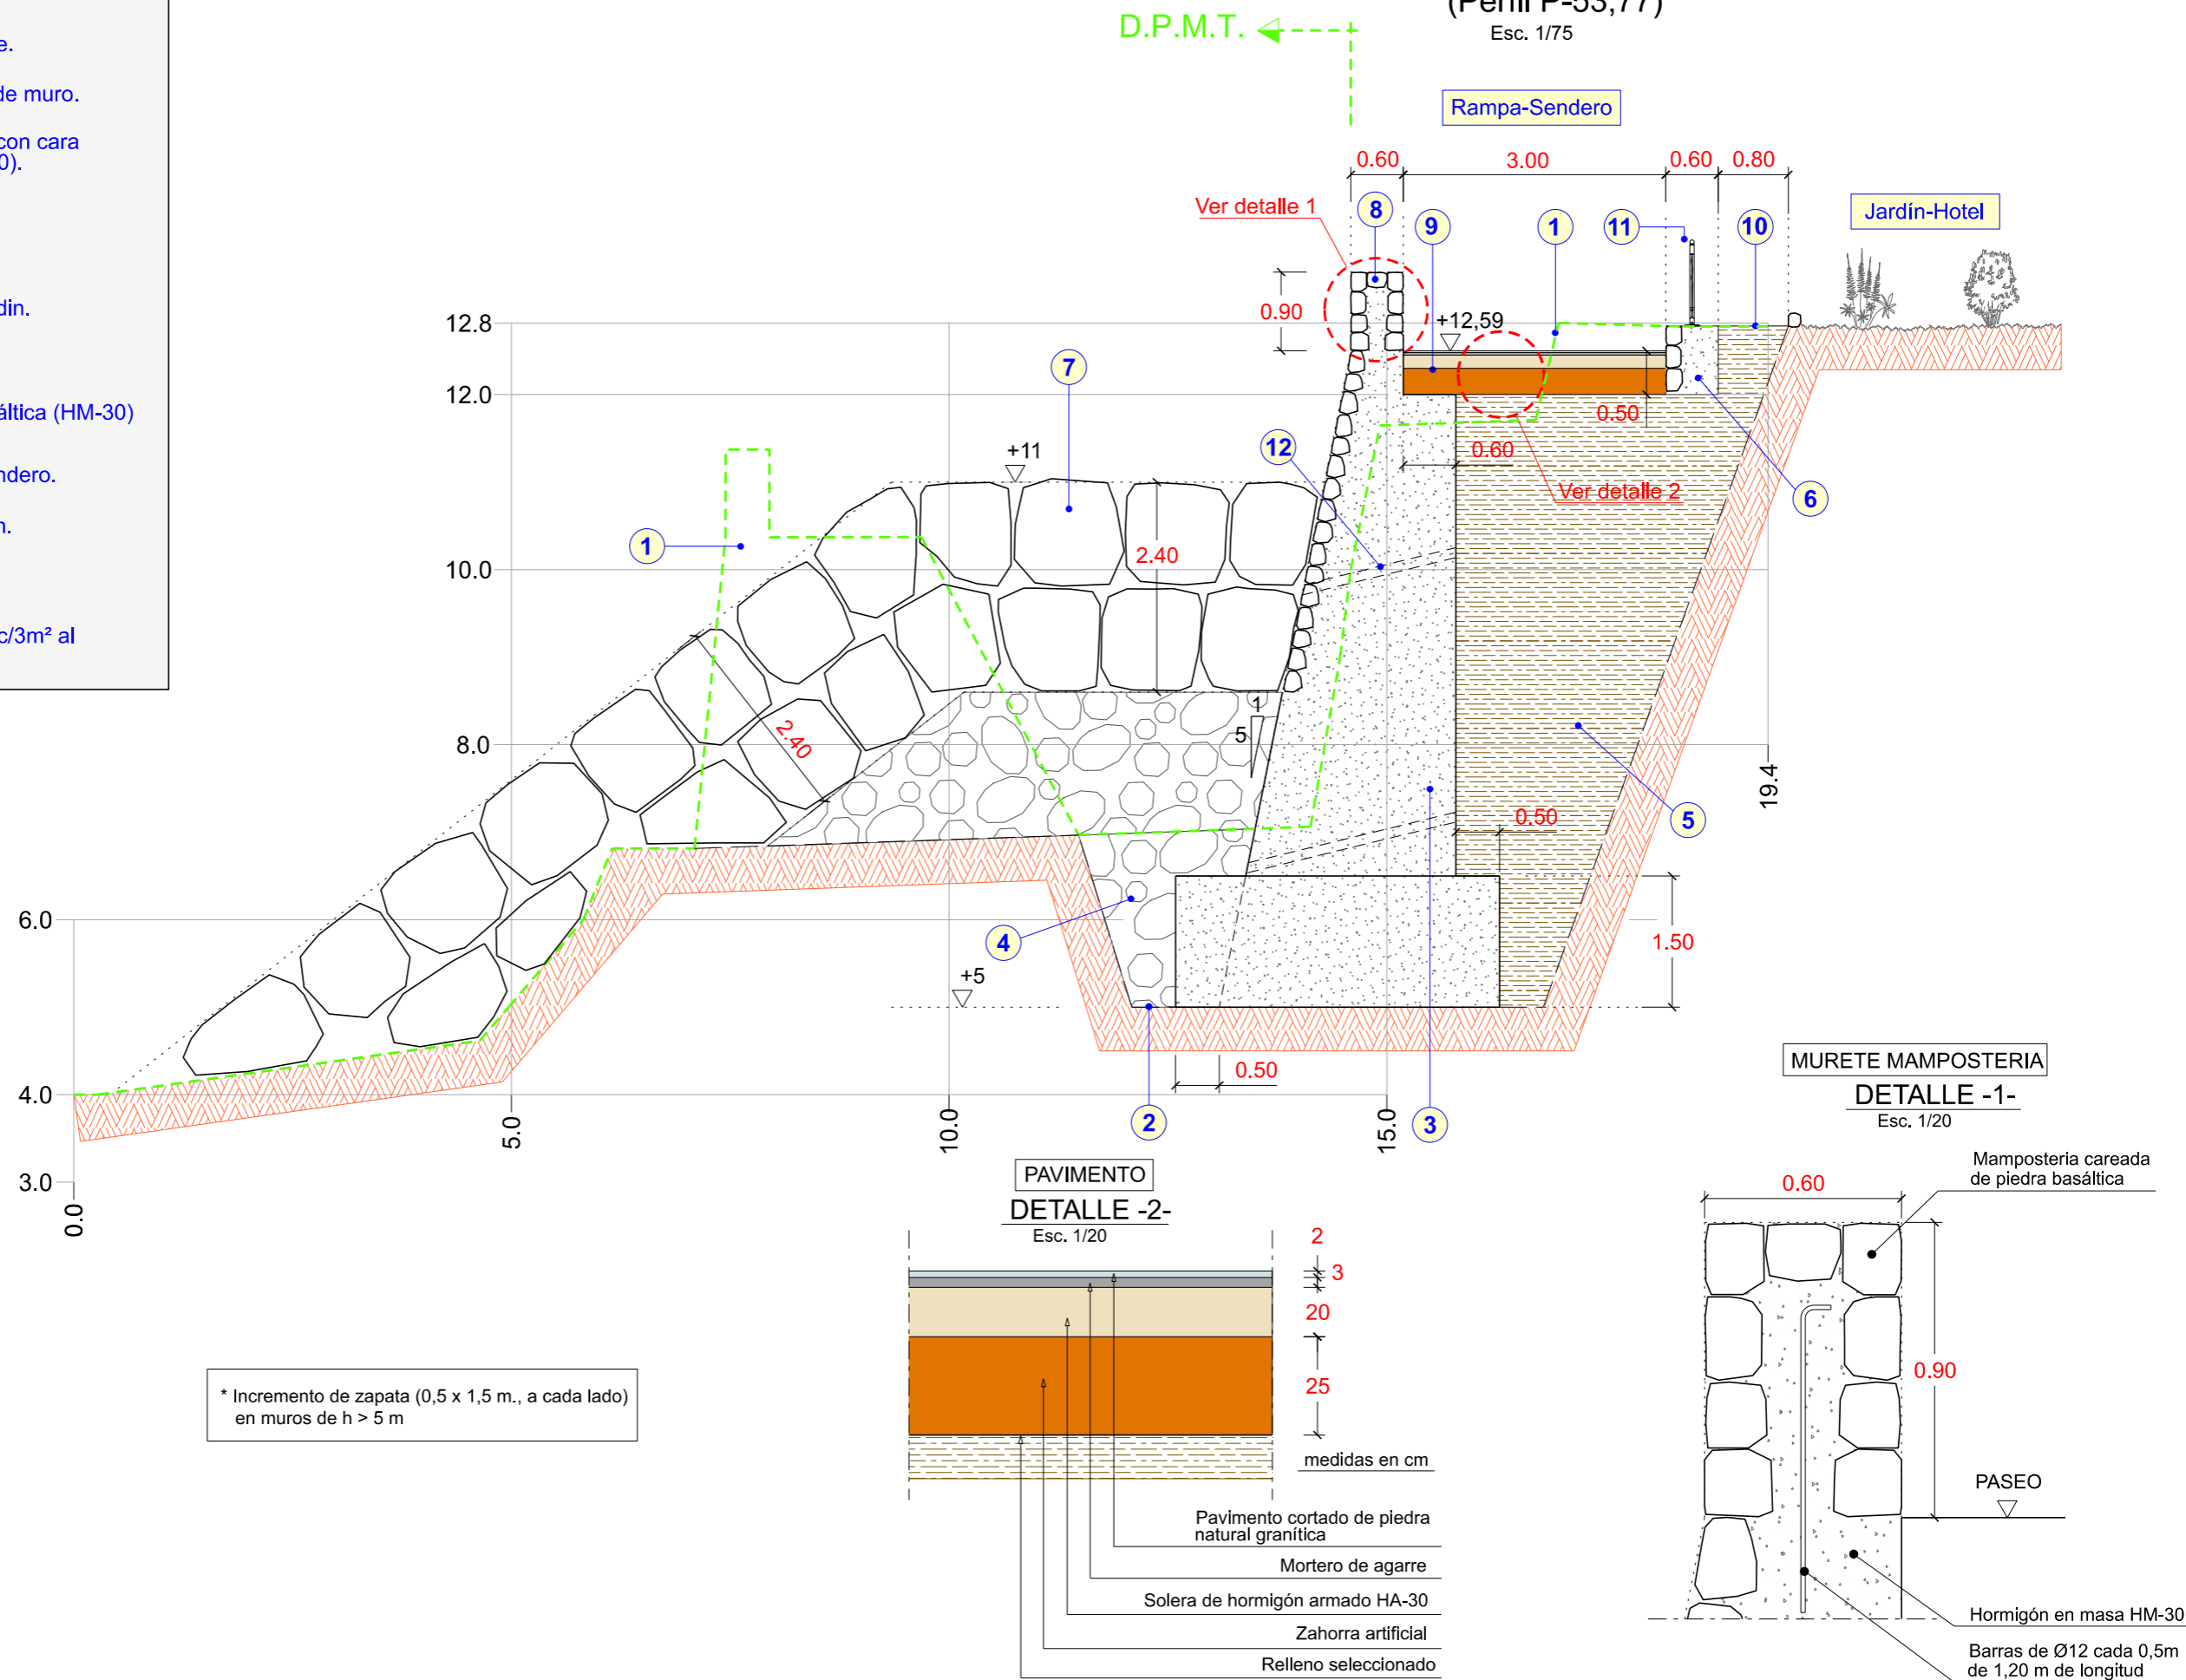 (Perfil P-53,77)
Esc. 1/75
D.P.M.T.
de muro.
con cara
0).
din.
áltica (HM-30)
ndero.
n.
c/3m² al
Rampa-Sendero
0.60
3.00
0.60
0.80
Ver detalle 1
8
9
1
11
10
Jardín-Hotel
0.90
+12,59
12.8
7
12.0
0.50
+11
12
0.60
Ver detalle 2
6
1
10.0
2.40
1
5
8.0
2.40
19.4
0.50
5
6.0
4
1.50
+5
0.50
4.0
2
3
5.0
10.0
15.0
3.0
0.0
MURETE MAMPOSTERIA
DETALLE -1-
Esc. 1/20
Mamposteria careada
de piedra basáltica
0.60
0.90
PASEO
Hormigón en masa HM-30
Barras de Ø12 cada 0,5m
de 1,20 m de longitud
PAVIMENTO
DETALLE -2-
Esc. 1/20
2
3
20
25
medidas en cm
Pavimento cortado de piedra
natural granítica
Mortero de agarre
Solera de hormigón armado HA-30
Zahorra artificial
Relleno seleccionado
* Incremento de zapata (0,5 x 1,5 m., a cada lado)
en muros de h > 5 m